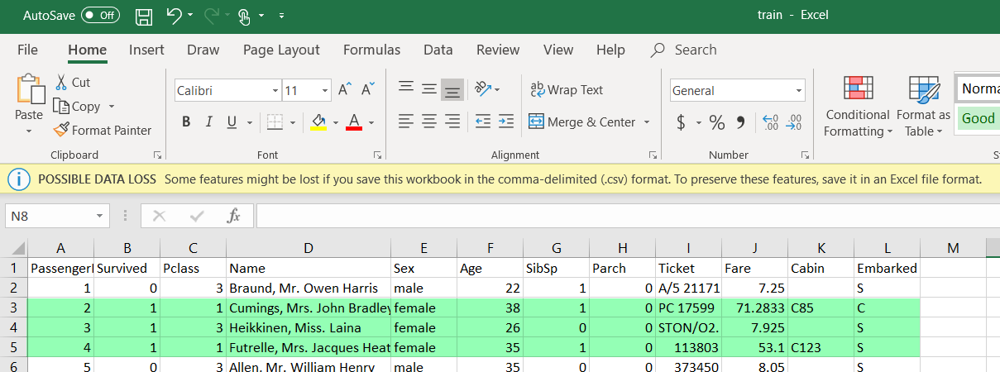 AutoSave Off train - Excel
File Home Insert Draw Page Layout Formulas Data Review View Help Search
Paste Cut Copy Format Painter Clipboard
Calibri 11 A A B I U A Font
Wrap Text Merge & Center Alignment
General $ % Number
Conditional Formatting Format as Table Norma Good
POSSIBLE DATA LOSS Some features might be lost if you save this workbook in the comma-delimited (.csv) format. To preserve these features, save it in an Excel file format.
N8 fx
A B C D E F G H I J K L M
1 PassengerI Survived Pclass Name Sex Age SibSp Parch Ticket Fare Cabin Embarked
2 1 0 3 Braund, Mr. Owen Harris male 22 1 0 A/5 21171 7.25 S
3 2 1 1 Cumings, Mrs. John Bradley female 38 1 0 PC 17599 71.2833 C85 C
4 3 1 3 Heikkinen, Miss. Laina female 26 0 0 STON/O2. 7.925 S
5 4 1 1 Futrelle, Mrs. Jacques Heat female 35 1 0 113803 53.1 C123 S
6 5 0 3 Allen, Mr. William Henry male 35 0 0 373450 8.05 S